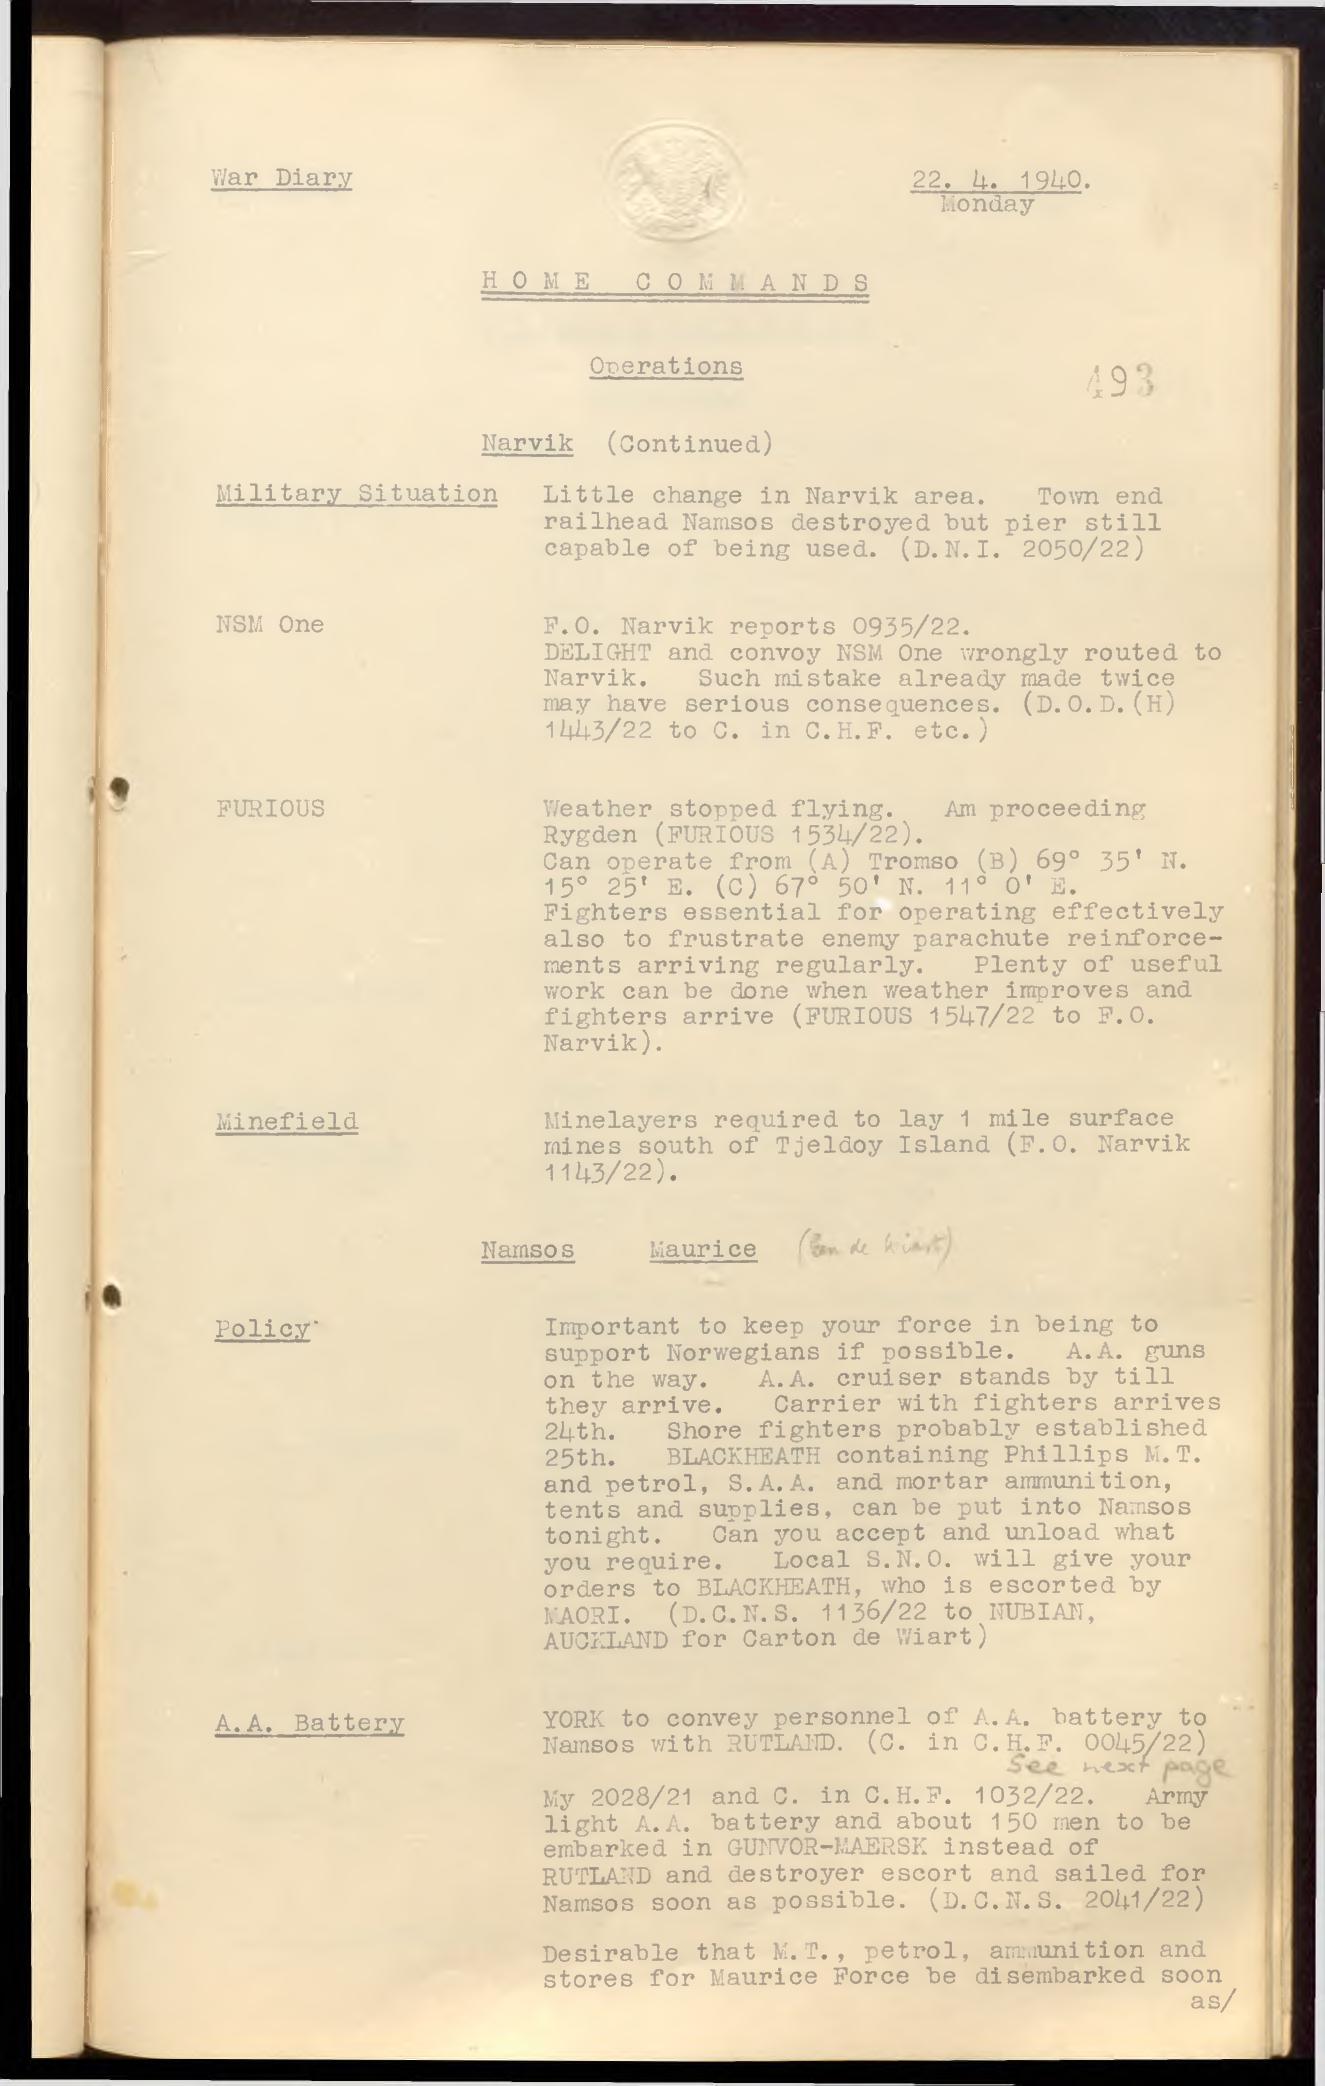 War Diary
22. 4. 1940.
Monday
HOME COMMANDS
Operations
493
Narvik (Continued)
Military Situation Little change in Narvik area. Town end
railhead Namsos destroyed but pier still
capable of being used. (D.N.I. 2050/22)
NSM One F.O. Narvik reports 0935/22.
DELIGHT and convoy NSM One wrongly routed to
Narvik. Such mistake already made twice
may have serious consequences. (D.O.D.(H)
1443/22 to C. in C.H.F. etc.)
FURIOUS Weather stopped flying. Am proceeding
Rygden (FURIOUS 1534/22).
Can operate from (A) Tromso (B) 69° 35' N.
15° 25' E. (C) 67° 50' N. 11° 0' E.
Fighters essential for operating effectively
also to frustrate enemy parachute reinforce-
ments arriving regularly. Plenty of useful
work can be done when weather improves and
fighters arrive (FURIOUS 1547/22 to F.O.
Narvik).
Minefield Minelayers required to lay 1 mile surface
mines south of Tjeldoy Island (F.O. Narvik
1143/22).
Namsos Maurice ( de Wiart)
Policy Important to keep your force in being to
support Norwegians if possible. A.A. guns
on the way. A.A. cruiser stands by till
they arrive. Carrier with fighters arrives
24th. Shore fighters probably established
25th. BLACKHEATH containing Phillips M.T.
and petrol, S.A.A. and mortar ammunition,
tents and supplies, can be put into Namsos
tonight. Can you accept and unload what
you require. Local S.N.O. will give your
orders to BLACKHEATH, who is escorted by
MAORI. (D.C.N.S. 1136/22 to NUBIAN,
AUCKLAND for Carton de Wiart)
A.A. Battery YORK to convey personnel of A.A. battery to
Namsos with RUTLAND. (C. in C.H.F. 0045/22)
See next page
My 2028/21 and C. in C.H.F. 1032/22. Army
light A.A. battery and about 150 men to be
embarked in GUNVOR-MAERSK instead of
RUTLAND and destroyer escort and sailed for
Namsos soon as possible. (D.C.N.S. 2041/22)
Desirable that M.T., petrol, ammunition and
stores for Maurice Force be disembarked soon
as/